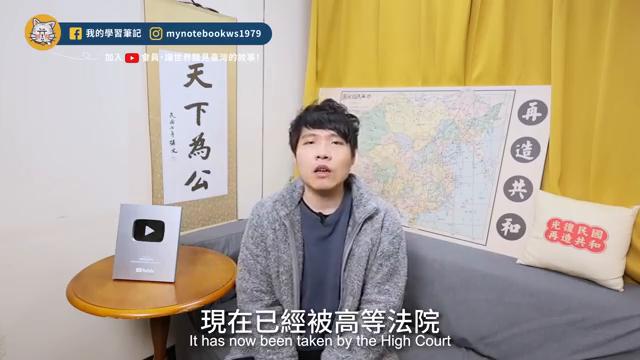 我的學習筆記
mynotebookws1979
加入 會員，讓世界聽見臺灣的故事！
天下為公
再造共和
光復民國
再造共和
現在已經被高等法院
It has now been taken by the High Court